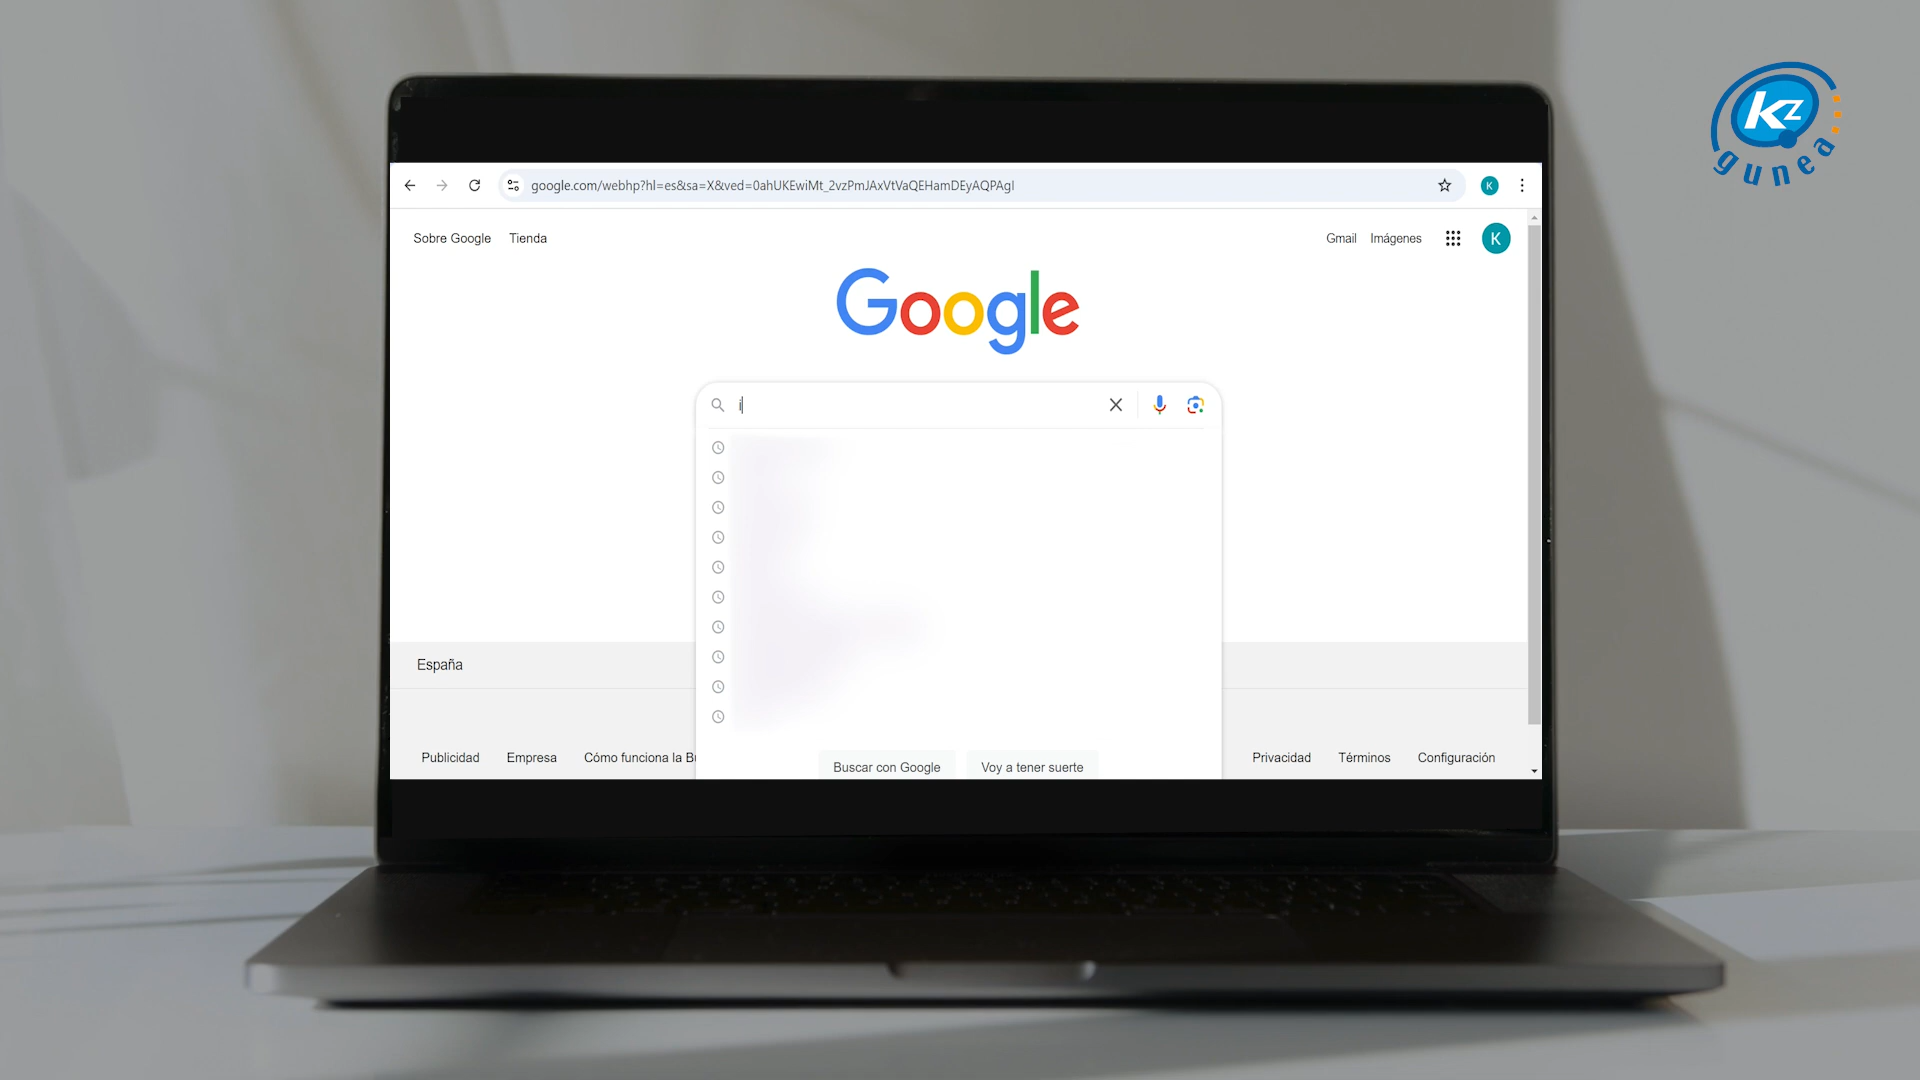 kz
gunea
google.com/webhp?hl=es&sa=X&ved=0ahUKEwiMt_2vzPmJAxVtVaQEHamDEyAQPAgI
K
Sobre Google Tienda
Gmail Imágenes
K
Google
i
España
Publicidad Empresa Cómo funciona la Bú
Buscar con Google Voy a tener suerte
Privacidad Términos Configuración